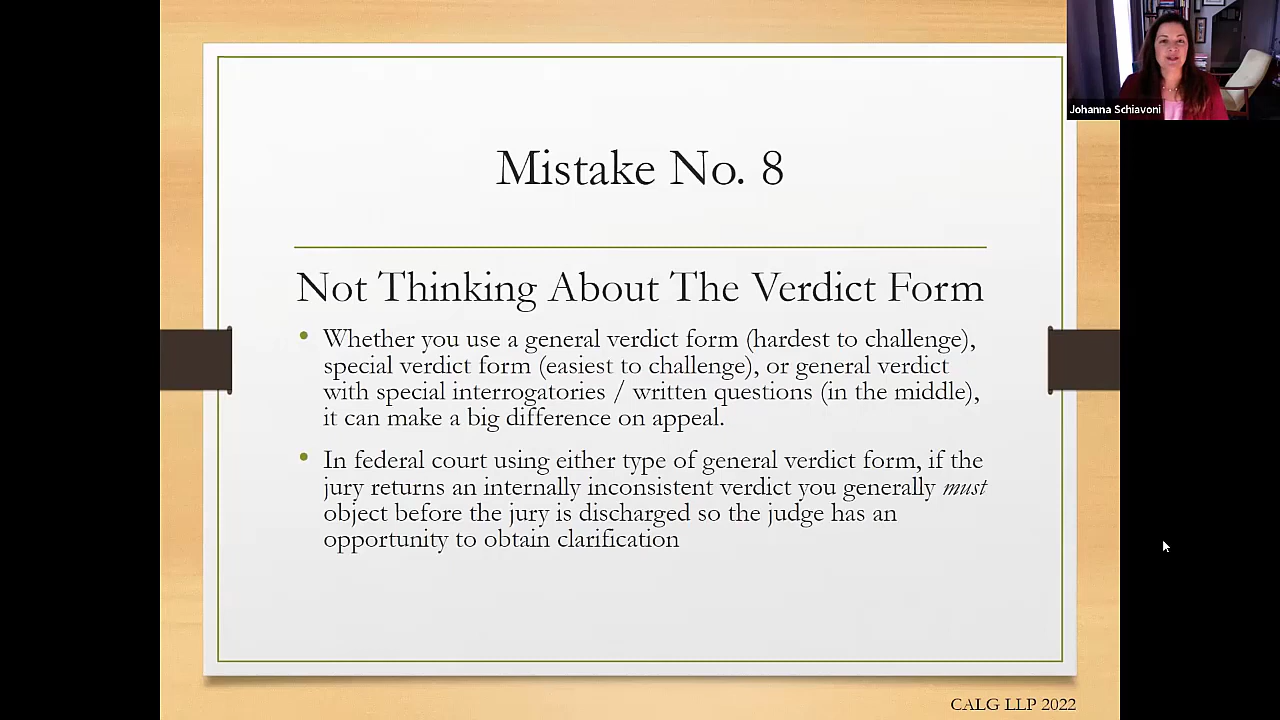 Johanna Schiavoni
Mistake No. 8
Not Thinking About The Verdict Form
• Whether you use a general verdict form (hardest to challenge),
special verdict form (easiest to challenge), or general verdict
with special interrogatories / written questions (in the middle),
it can make a big difference on appeal.
• In federal court using either type of general verdict form, if the
jury returns an internally inconsistent verdict you generally must
object before the jury is discharged so the judge has an
opportunity to obtain clarification
CALG LLP 2022